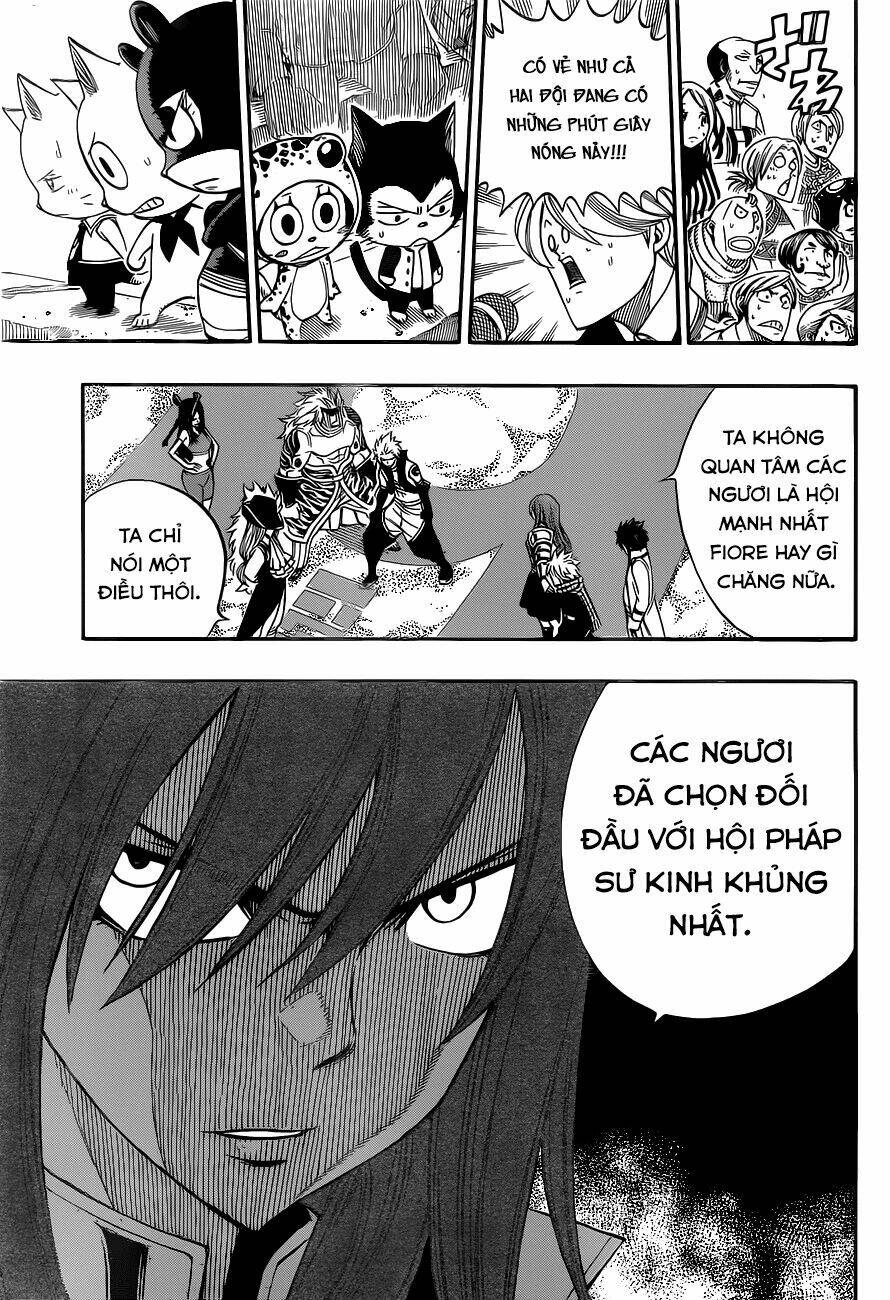 ザワ
CÓ VẺ NHƯ CẢ
HAI ĐỘI ĐANG CÓ
NHỮNG PHÚT GIÂY
NÓNG NẢY!!!
TA KHÔNG
QUAN TÂM CÁC
NGƯƠI LÀ HỘI
MẠNH NHẤT
FIORE HAY GÌ
CHĂNG NỮA.
TA CHỈ
NÓI MỘT
ĐIỀU THÔI.
CÁC NGƯƠI
ĐÃ CHỌN ĐỐI
ĐẦU VỚI HỘI PHÁP
SƯ KINH KHỦNG
NHẤT.